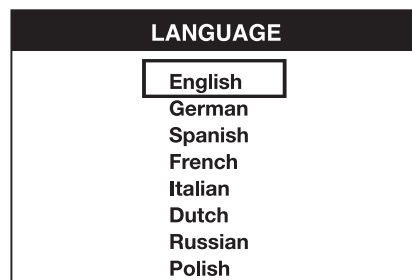 LANGUAGE
English
German
Spanish
French
Italian
Dutch
Russian
Polish